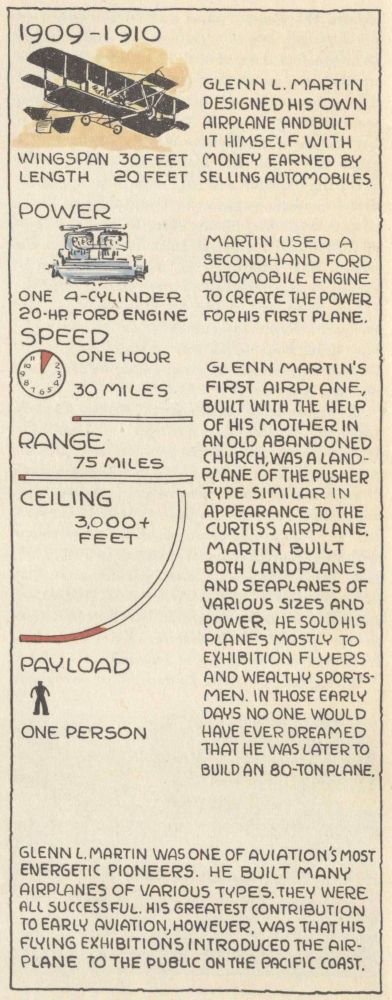 1909-1910
GLENN L. MARTIN
DESIGNED HIS OWN
AIRPLANE AND BUILT
IT HIMSELF WITH
MONEY EARNED BY
SELLING AUTOMOBILES.
WINGSPAN 30 FEET
LENGTH 20 FEET
POWER
ONE 4-CYLINDER
20-HP. FORD ENGINE
MARTIN USED A
SECONDHAND FORD
AUTOMOBILE ENGINE
TO CREATE THE POWER
FOR HIS FIRST PLANE.
SPEED
ONE HOUR
30 MILES
RANGE
75 MILES
CEILING
3,000+
FEET
PAYLOAD
ONE PERSON
GLENN MARTIN'S
FIRST AIRPLANE,
BUILT WITH THE HELP
OF HIS MOTHER IN
AN OLD ABANDONED
CHURCH, WAS A LAND-
PLANE OF THE PUSHER
TYPE SIMILAR IN
APPEARANCE TO THE
CURTISS AIRPLANE.
MARTIN BUILT
BOTH LANDPLANES
AND SEAPLANES OF
VARIOUS SIZES AND
POWER. HE SOLD HIS
PLANES MOSTLY TO
EXHIBITION FLYERS
AND WEALTHY SPORTS-
MEN. IN THOSE EARLY
DAYS NO ONE WOULD
HAVE EVER DREAMED
THAT HE WAS LATER TO
BUILD AN 80-TON PLANE.
GLENN L. MARTIN WAS ONE OF AVIATION'S MOST
ENERGETIC PIONEERS. HE BUILT MANY
AIRPLANES OF VARIOUS TYPES. THEY WERE
ALL SUCCESSFUL. HIS GREATEST CONTRIBUTION
TO EARLY AVIATION, HOWEVER, WAS THAT HIS
FLYING EXHIBITIONS INTRODUCED THE AIR-
PLANE TO THE PUBLIC ON THE PACIFIC COAST.